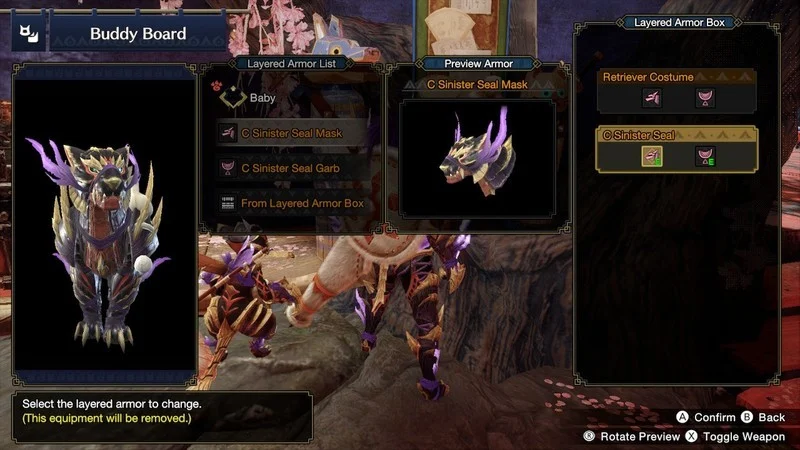 Buddy Board
Layered Armor List
Baby
C Sinister Seal Mask
C Sinister Seal Garb
From Layered Armor Box
Preview Armor
C Sinister Seal Mask
Layered Armor Box
Retriever Costume
C Sinister Seal
E
E
Select the layered armor to change.
(This equipment will be removed.)
A Confirm B Back
S Rotate Preview X Toggle Weapon